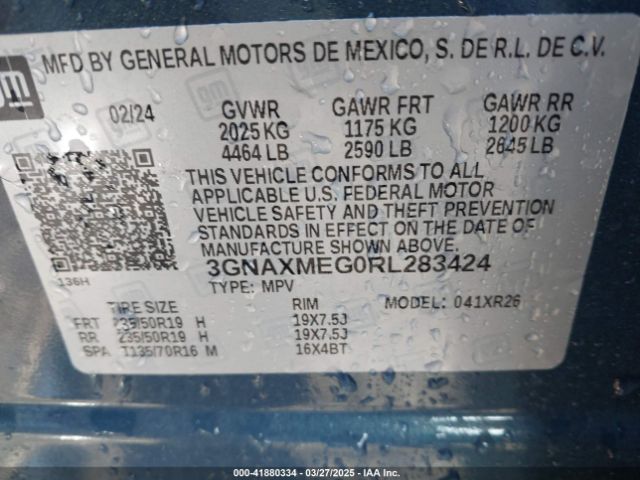 MFD BY GENERAL MOTORS DE MEXICO, S. DE R.L. DE C.V.
GM
02/24 GVWR GAWR FRT GAWR RR
2025 KG 1175 KG 1200 KG
4464 LB 2590 LB 2645 LB
THIS VEHICLE CONFORMS TO ALL
APPLICABLE U.S. FEDERAL MOTOR
VEHICLE SAFETY AND THEFT PREVENTION
STANDARDS IN EFFECT ON THE DATE OF
MANUFACTURE SHOWN ABOVE.
136H 3GNAXMEG0RL283424
TYPE: MPV
TIRE SIZE RIM MODEL: 041XR26
FRT 235/50R19 H 19X7.5J
RR 235/50R19 H 19X7.5J
SPA T135/70R16 M 16X4BT
000-41880334 — 03/27/2025 — IAA Inc.